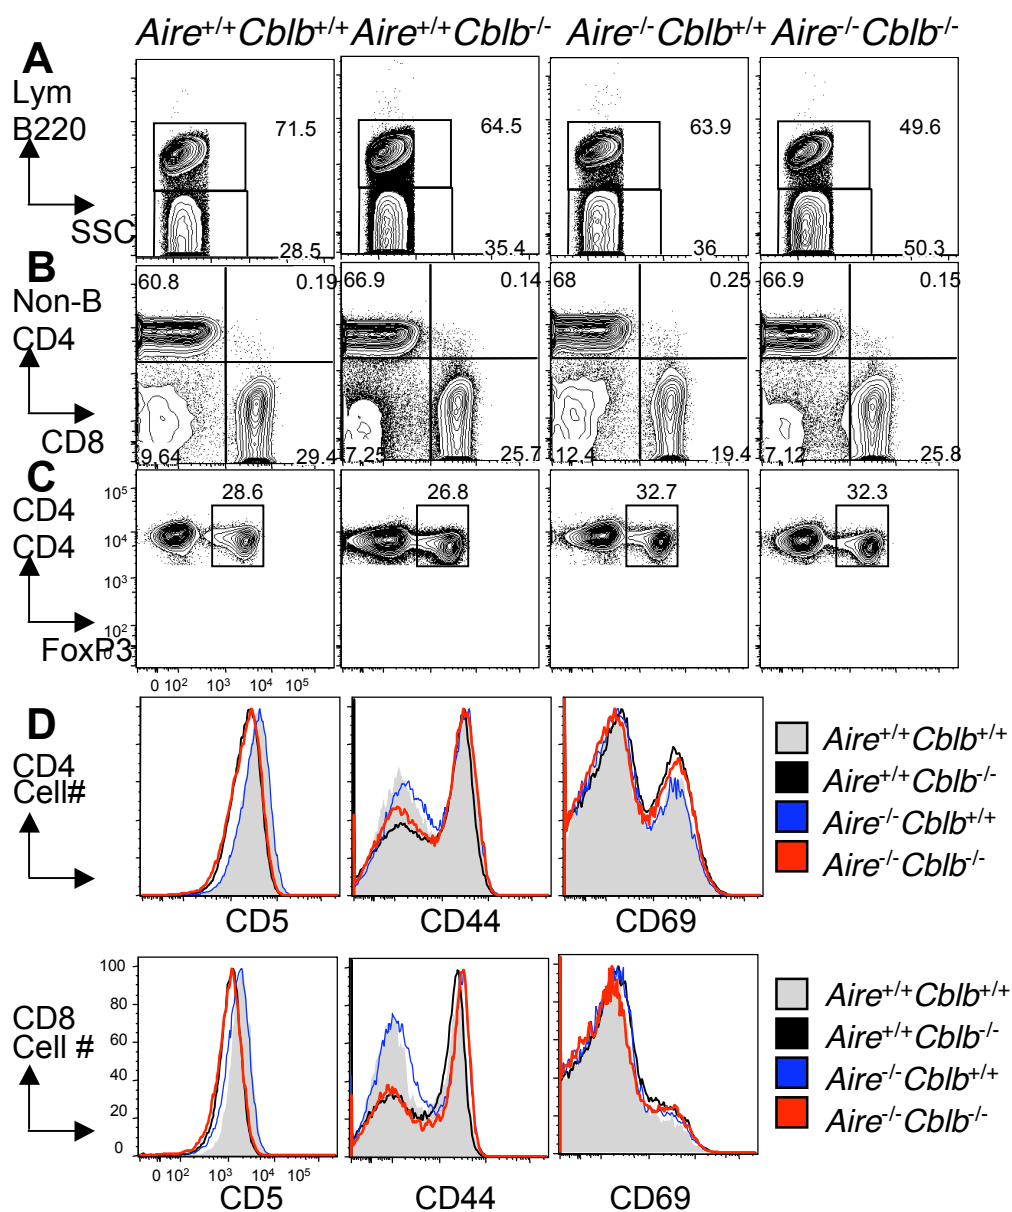 Aire+/+Cblb+/+ Aire+/+Cblb-/- Aire-/-Cblb+/+ Aire-/-Cblb-/-
A
Lym
B220
SSC
71.5 64.5 63.9 49.6
28.5 35.4 36 50.3
B
Non-B
CD4
CD8
60.8 0.19 66.9 0.14 68 0.25 66.9 0.15
9.64 29.4 7.25 25.7 12.4 19.4 7.12 25.8
C
CD4
CD4
FoxP3
28.6 26.8 32.7 32.3
10⁵
10⁴
10³
10²
0
0 10² 10³ 10⁴ 10⁵
D
CD4
Cell#
CD5 CD44 CD69
Aire+/+Cblb+/+
Aire+/+Cblb-/-
Aire-/-Cblb+/+
Aire-/-Cblb-/-
CD8
Cell #
100
80
60
40
20
0
0 10² 10³ 10⁴ 10⁵
CD5 CD44 CD69
Aire+/+Cblb+/+
Aire+/+Cblb-/-
Aire-/-Cblb+/+
Aire-/-Cblb-/-